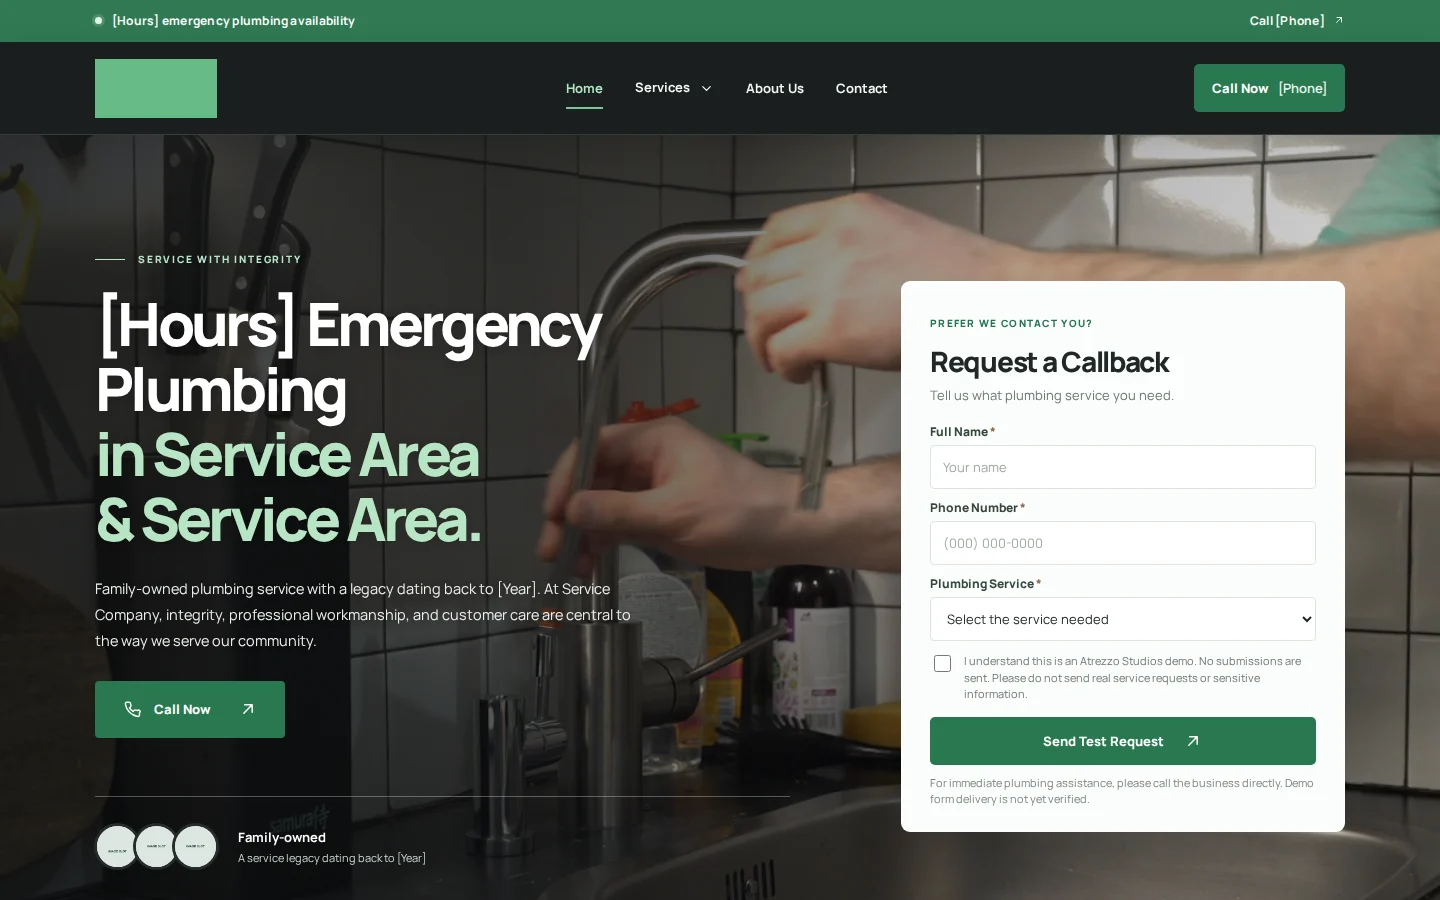 [Hours] emergency plumbing availability
Call [Phone]
Home
Services
About Us
Contact
Call Now [Phone]
SERVICE WITH INTEGRITY
[Hours] Emergency
Plumbing
in Service Area
& Service Area.
Family-owned plumbing service with a legacy dating back to [Year]. At Service
Company, integrity, professional workmanship, and customer care are central to
the way we serve our community.
Call Now
Family-owned
A service legacy dating back to [Year]
PREFER WE CONTACT YOU?
Request a Callback
Tell us what plumbing service you need.
Full Name *
Your name
Phone Number *
(000) 000-0000
Plumbing Service *
Select the service needed
I understand this is an Atrezzo Studios demo. No submissions are
sent. Please do not send real service requests or sensitive
information.
Send Test Request
For immediate plumbing assistance, please call the business directly. Demo
form delivery is not yet verified.